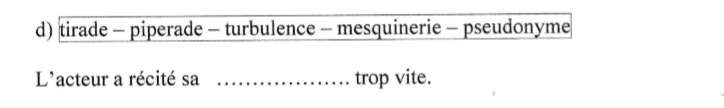 d) tirade – piperade – turbulence – mesquinerie – pseudonyme
L'acteur a récité sa ................... trop vite.